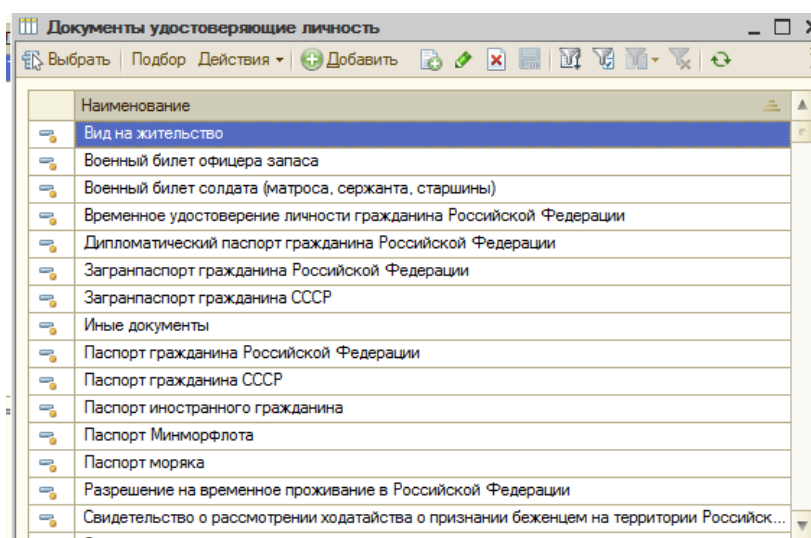 Документы удостоверяющие личность
Выбрать Подбор Действия Добавить
Наименование
Вид на жительство
Военный билет офицера запаса
Военный билет солдата (матроса, сержанта, старшины)
Временное удостоверение личности гражданина Российской Федерации
Дипломатический паспорт гражданина Российской Федерации
Загранпаспорт гражданина Российской Федерации
Загранпаспорт гражданина СССР
Иные документы
Паспорт гражданина Российской Федерации
Паспорт гражданина СССР
Паспорт иностранного гражданина
Паспорт Минморфлота
Паспорт моряка
Разрешение на временное проживание в Российской Федерации
Свидетельство о рассмотрении ходатайства о признании беженцем на территории Российск...